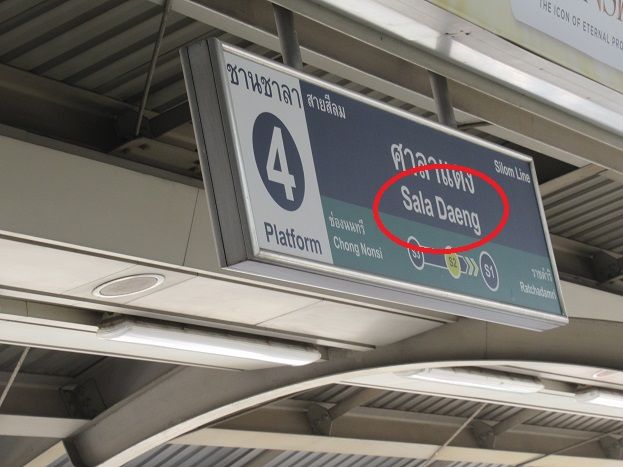 THE ICON OF ETERNAL
ชานชาลา
4
Platform
สายสีลม
ศาลาแดง
Sala Daeng
Silom Line
ช่องนนทรี
Chong Nonsi
S3
S2
S1
ราชดำริ
Ratchadamri